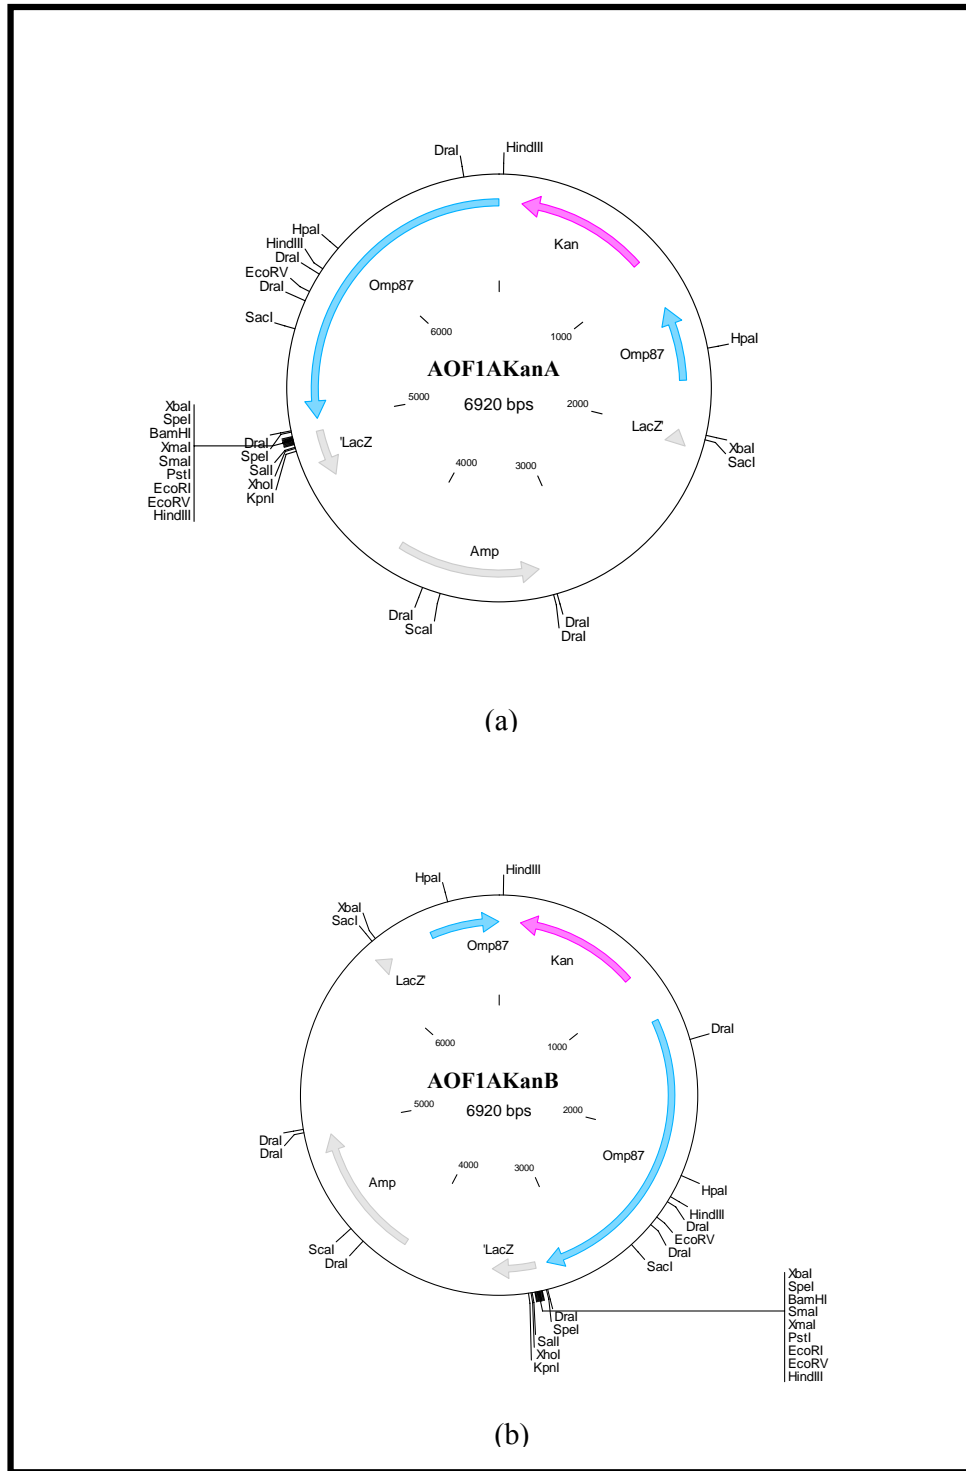 DraI
HindIII
HpaI
HindIII
DraI
EcoRV
DraI
SacI
Kan
Omp87
6000
1000
Omp87
HpaI
AOF1AKanA
6920 bps
5000
2000
LacZ'
XbaI
SacI
XbaI
SpeI
BamHI
XmaI
SmaI
PstI
EcoRI
EcoRV
HindIII
DraI
SpeI
SalI
XhoI
KpnI
'LacZ
4000
3000
Amp
DraI
ScaI
DraI
DraI
(a)
HpaI
HindIII
XbaI
SacI
Omp87
Kan
LacZ'
6000
1000
DraI
AOF1AKanB
6920 bps
5000
2000
DraI
DraI
Amp
4000
3000
Omp87
HpaI
HindIII
DraI
EcoRV
DraI
SacI
ScaI
DraI
'LacZ
DraI
SpeI
SalI
XhoI
KpnI
XbaI
SpeI
BamHI
SmaI
XmaI
PstI
EcoRI
EcoRV
HindIII
(b)